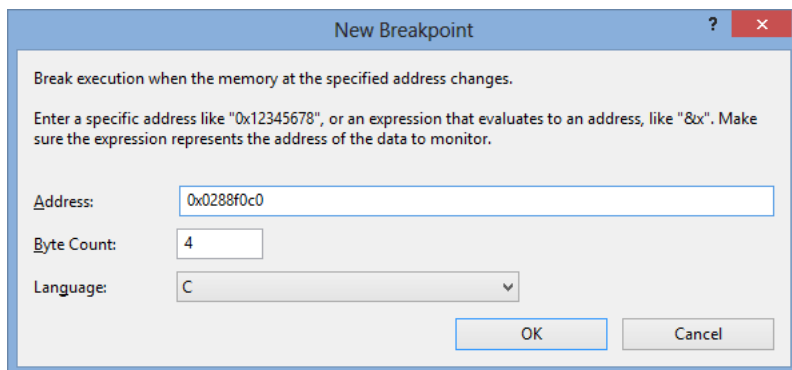 New Breakpoint
?
Break execution when the memory at the specified address changes.
Enter a specific address like "0x12345678", or an expression that evaluates to an address, like "&x". Make
sure the expression represents the address of the data to monitor.
Address: 0x0288f0c0
Byte Count: 4
Language: C
OK Cancel